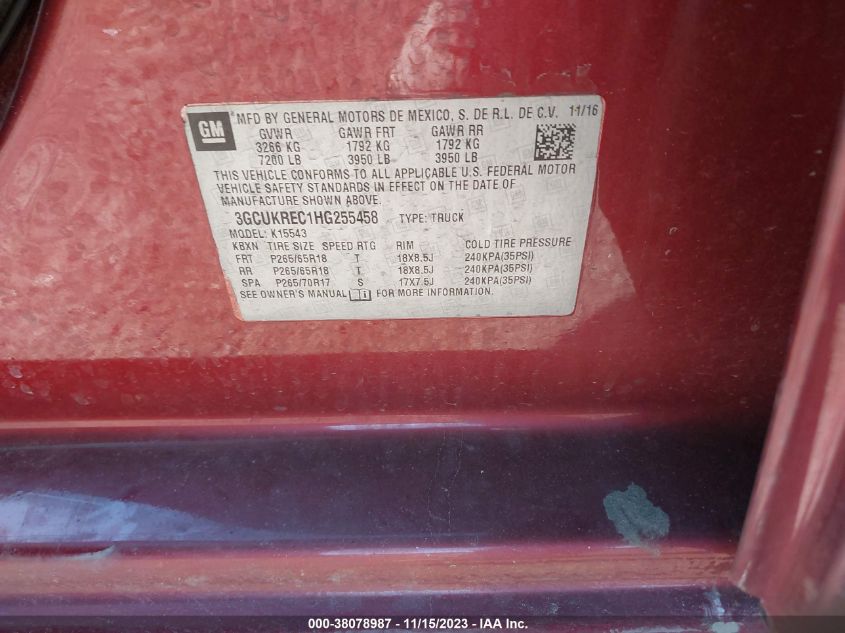 GM
MFD BY GENERAL MOTORS DE MEXICO, S. DE R.L. DE C.V. 11/16
GVWR GAWR FRT GAWR RR
3266 KG 1792 KG 1792 KG
7200 LB 3950 LB 3950 LB
THIS VEHICLE CONFORMS TO ALL APPLICABLE U.S. FEDERAL MOTOR
VEHICLE SAFETY STANDARDS IN EFFECT ON THE DATE OF
MANUFACTURE SHOWN ABOVE.
3GCUKREC1HG255458 TYPE: TRUCK
MODEL: K15543
KBXN TIRE SIZE SPEED RTG RIM COLD TIRE PRESSURE
FRT P265/65R18 T 18X8.5J 240KPA(35PSI)
RR P265/65R18 T 18X8.5J 240KPA(35PSI)
SPA P265/70R17 S 17X7.5J 240KPA(35PSI)
SEE OWNER'S MANUAL i FOR MORE INFORMATION.
000-38078987 - 11/15/2023 - IAA Inc.